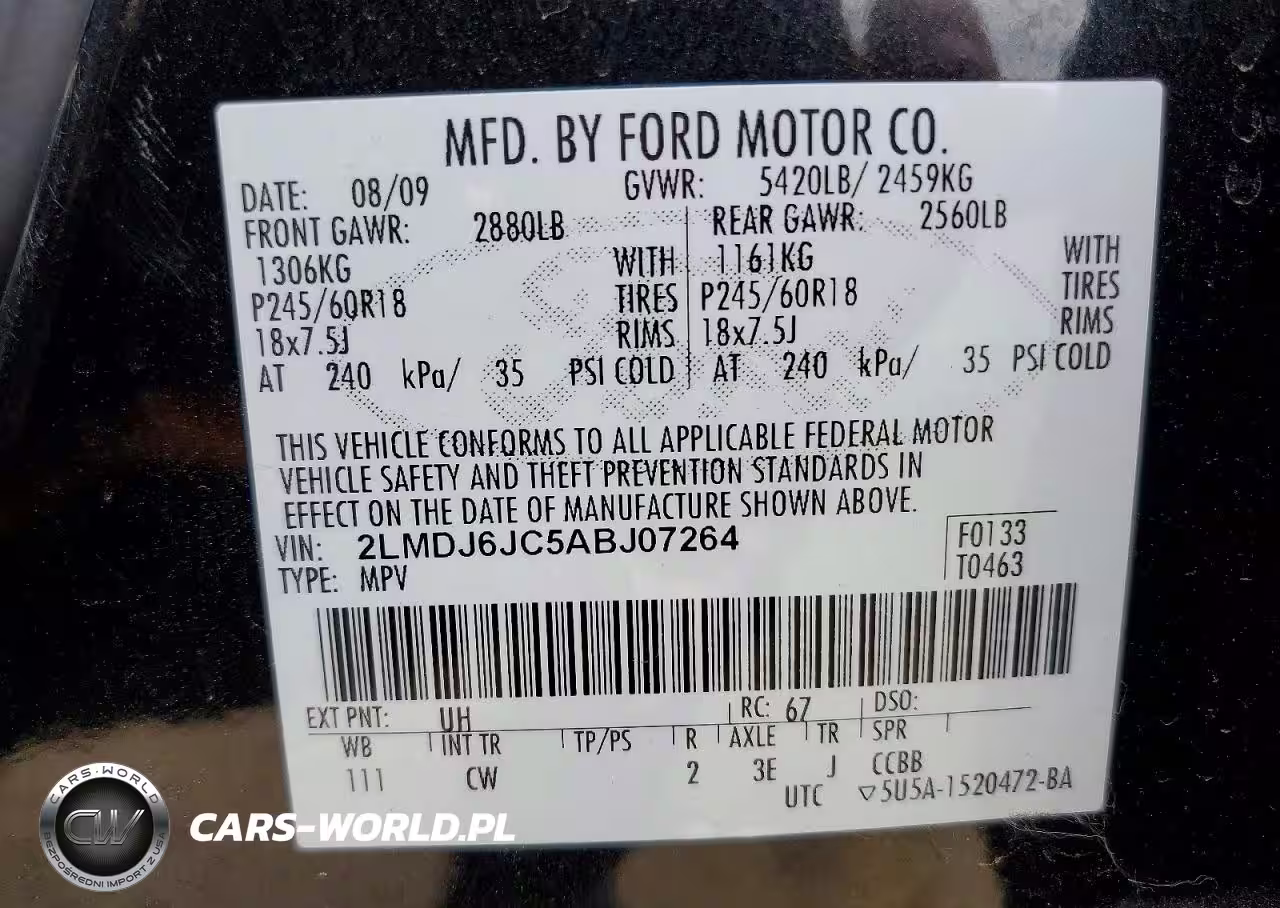 MFD. BY FORD MOTOR CO.
DATE: 08/09 GVWR: 5420LB/ 2459KG
FRONT GAWR: 2880LB REAR GAWR: 2560LB
1306KG WITH 1161KG WITH
P245/60R18 TIRES P245/60R18 TIRES
18x7.5J RIMS 18x7.5J RIMS
AT 240 kPa/ 35 PSI COLD AT 240 kPa/ 35 PSI COLD
THIS VEHICLE CONFORMS TO ALL APPLICABLE FEDERAL MOTOR
VEHICLE SAFETY AND THEFT PREVENTION STANDARDS IN
EFFECT ON THE DATE OF MANUFACTURE SHOWN ABOVE.
VIN: 2LMDJ6JC5ABJ07264 F0133
TYPE: MPV T0463
EXT PNT: UH RC: 67 DSO:
WB INT TR TP/PS R AXLE TR SPR
111 CW 2 3E J CCBB
UTC ▽5U5A-1520472-BA
CARS-WORLD
CW
BEZPOŚREDNI IMPORT Z USA
CARS-WORLD.PL